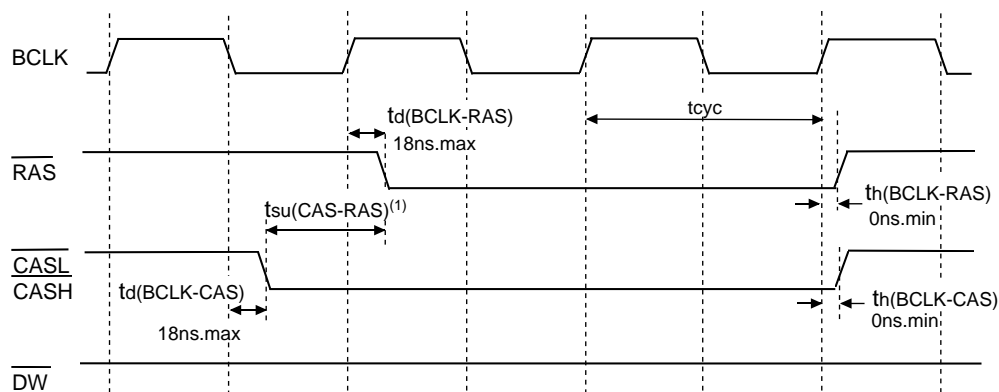 BCLK
tcyc
td(BCLK-RAS)
18ns.max
RAS
tsu(CAS-RAS)(1)
th(BCLK-RAS)
0ns.min
CASL
CASH
td(BCLK-CAS)
18ns.max
th(BCLK-CAS)
0ns.min
DW